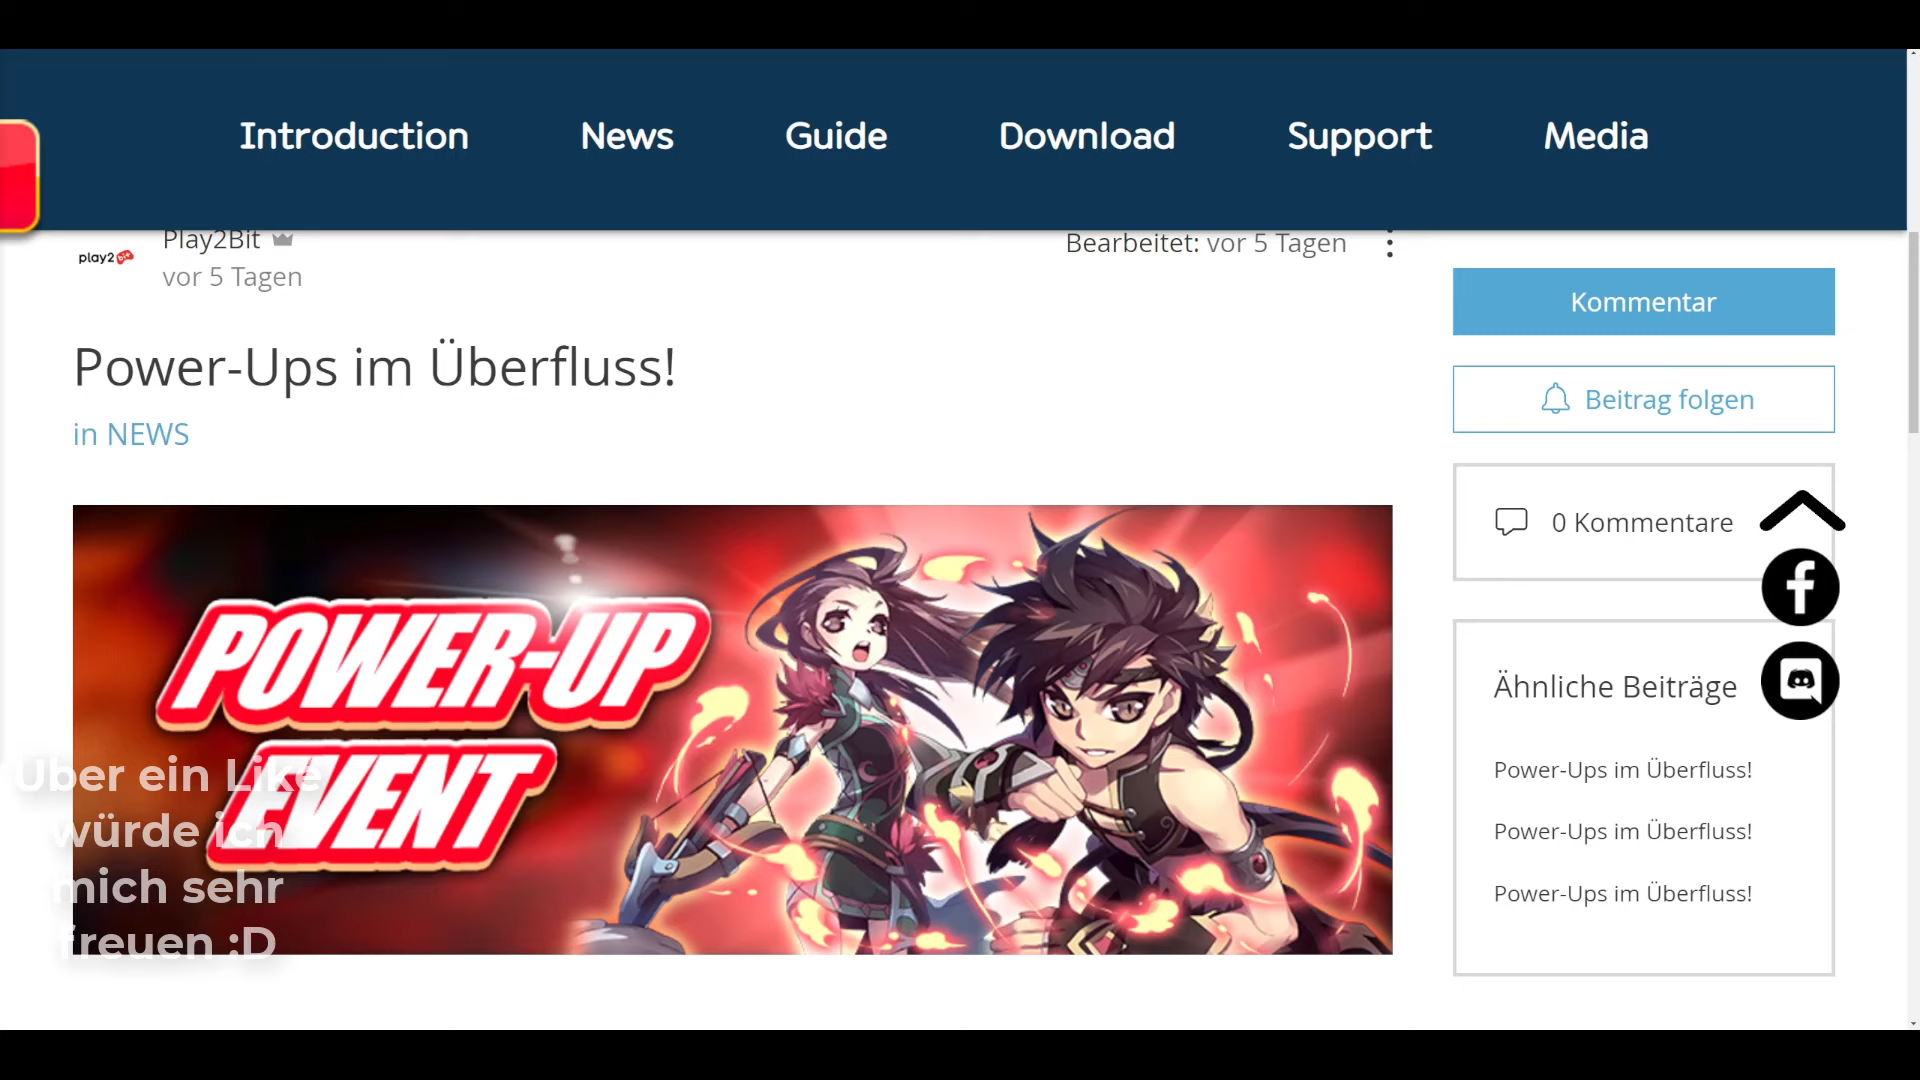 Introduction News Guide Download Support Media
Play2Bit
play2 bit
vor 5 Tagen
Bearbeitet: vor 5 Tagen
Power-Ups im Überfluss!
in NEWS
POWER-UP
EVENT
Über ein Like
würde ich
mich sehr
freuen :D
Kommentar
Beitrag folgen
0 Kommentare
Ähnliche Beiträge
Power-Ups im Überfluss!
Power-Ups im Überfluss!
Power-Ups im Überfluss!